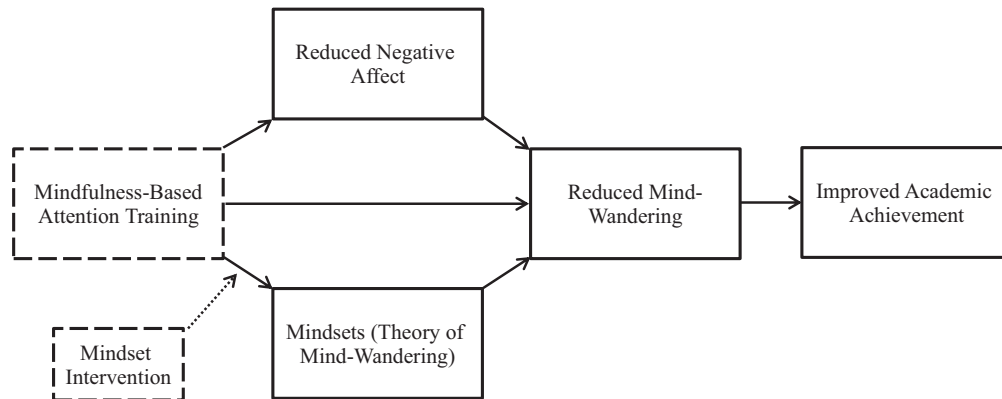 Reduced Negative
Affect
Mindfulness-Based
Attention Training
Reduced Mind-
Wandering
Improved Academic
Achievement
Mindsets (Theory of
Mind-Wandering)
Mindset
Intervention